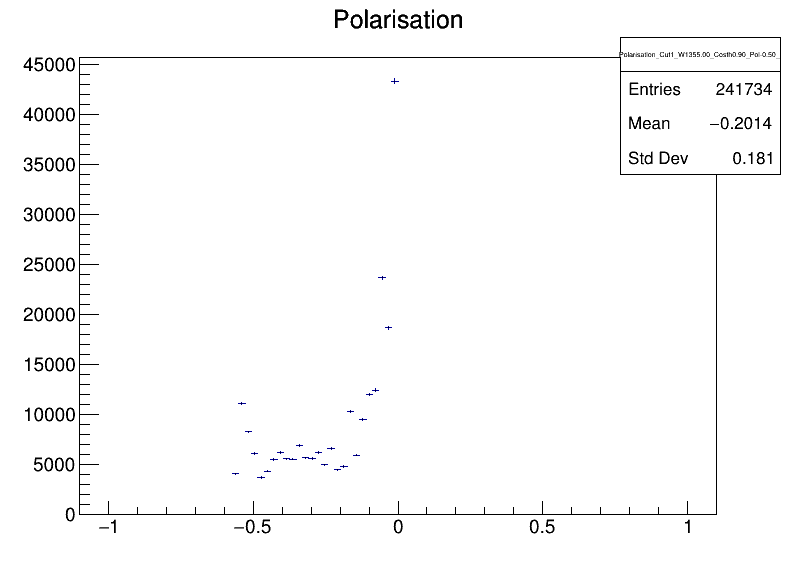 Polarisation
Polarisation_Cut1_W1355.00_Costh0.90_Pol-0.50_
Entries 241734
Mean −0.2014
Std Dev 0.181
45000
40000
35000
30000
25000
20000
15000
10000
5000
0
−1 −0.5 0 0.5 1